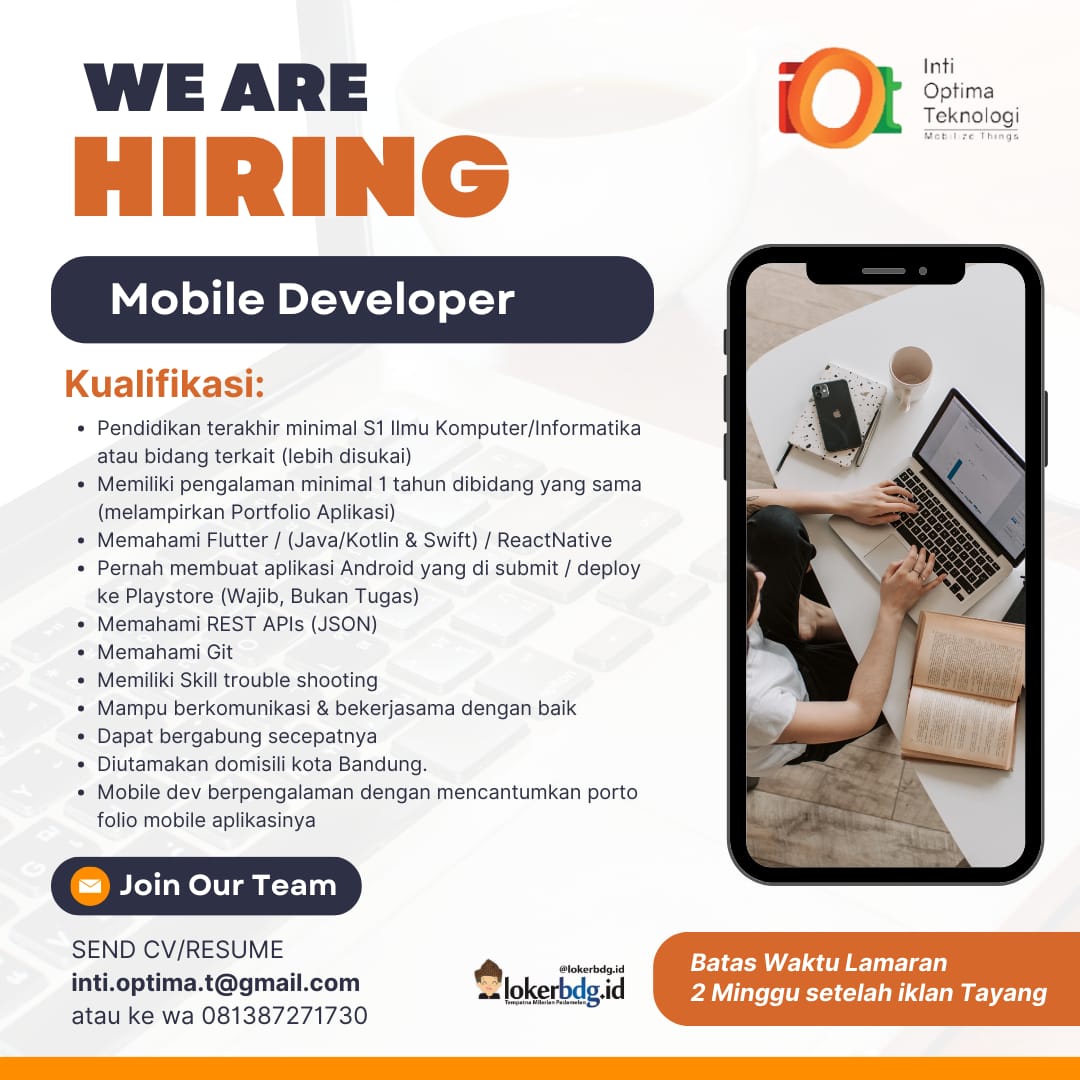 WE ARE
HIRING
iOt
Inti
Optima
Teknologi
Mobilize Things
Mobile Developer
Kualifikasi:
• Pendidikan terakhir minimal S1 Ilmu Komputer/Informatika
atau bidang terkait (lebih disukai)
• Memiliki pengalaman minimal 1 tahun dibidang yang sama
(melampirkan Portfolio Aplikasi)
• Memahami Flutter / (Java/Kotlin & Swift) / ReactNative
• Pernah membuat aplikasi Android yang di submit / deploy
ke Playstore (Wajib, Bukan Tugas)
• Memahami REST APIs (JSON)
• Memahami Git
• Memiliki Skill trouble shooting
• Mampu berkomunikasi & bekerjasama dengan baik
• Dapat bergabung secepatnya
• Diutamakan domisili kota Bandung.
• Mobile dev berpengalaman dengan mencantumkan porto
folio mobile aplikasinya
Join Our Team
SEND CV/RESUME
inti.optima.t@gmail.com
atau ke wa 081387271730
@lokerbdg.id
lokerbdg.id
Tempatna Milarian Padamelan
Batas Waktu Lamaran
2 Minggu setelah iklan Tayang